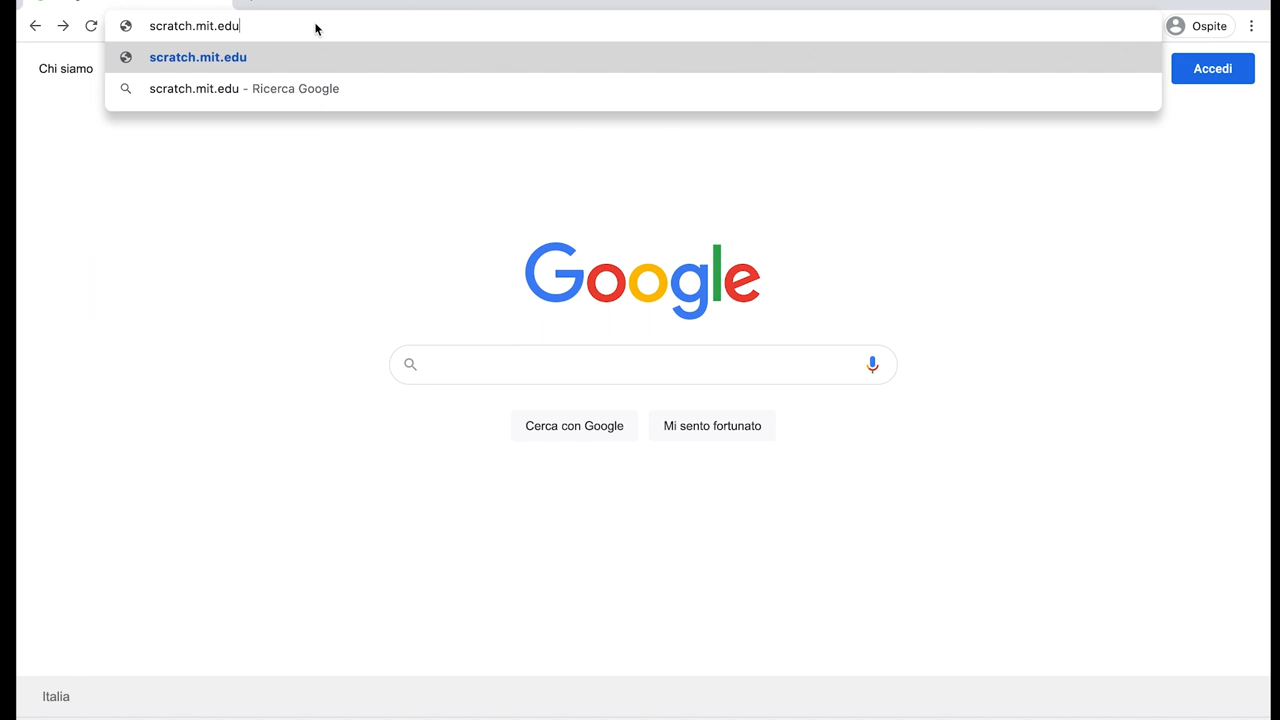 scratch.mit.edu
Ospite
scratch.mit.edu
scratch.mit.edu - Ricerca Google
Chi siamo
Accedi
Google
Cerca con Google
Mi sento fortunato
Italia